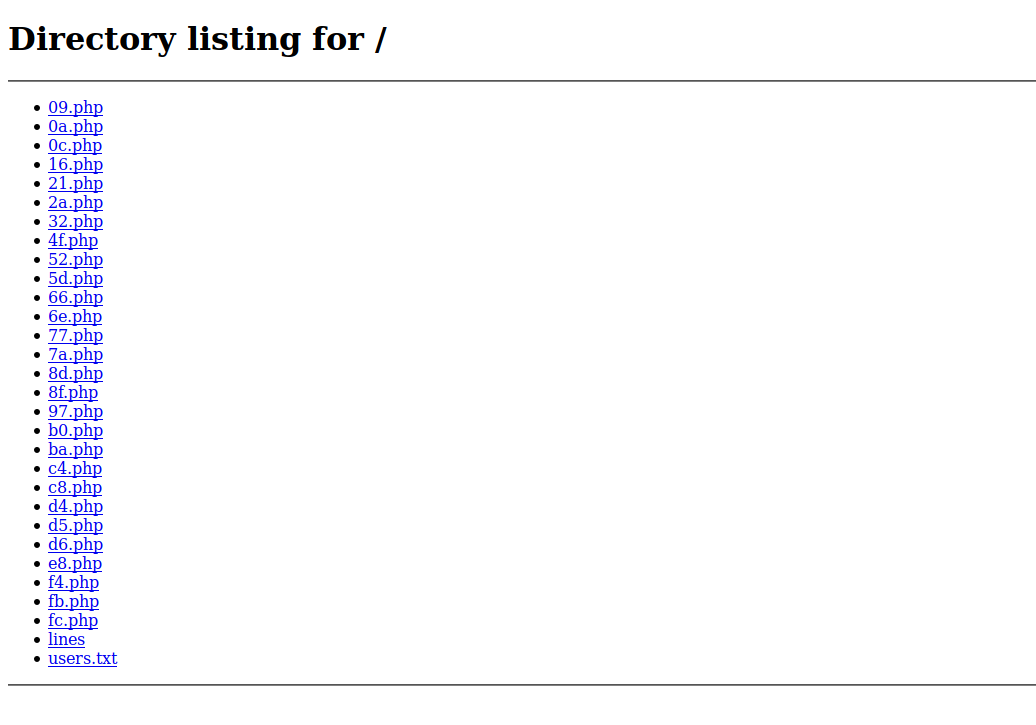 Directory listing for /
09.php
0a.php
0c.php
16.php
21.php
2a.php
32.php
4f.php
52.php
5d.php
66.php
6e.php
77.php
7a.php
8d.php
8f.php
97.php
b0.php
ba.php
c4.php
c8.php
d4.php
d5.php
d6.php
e8.php
f4.php
fb.php
fc.php
lines
users.txt